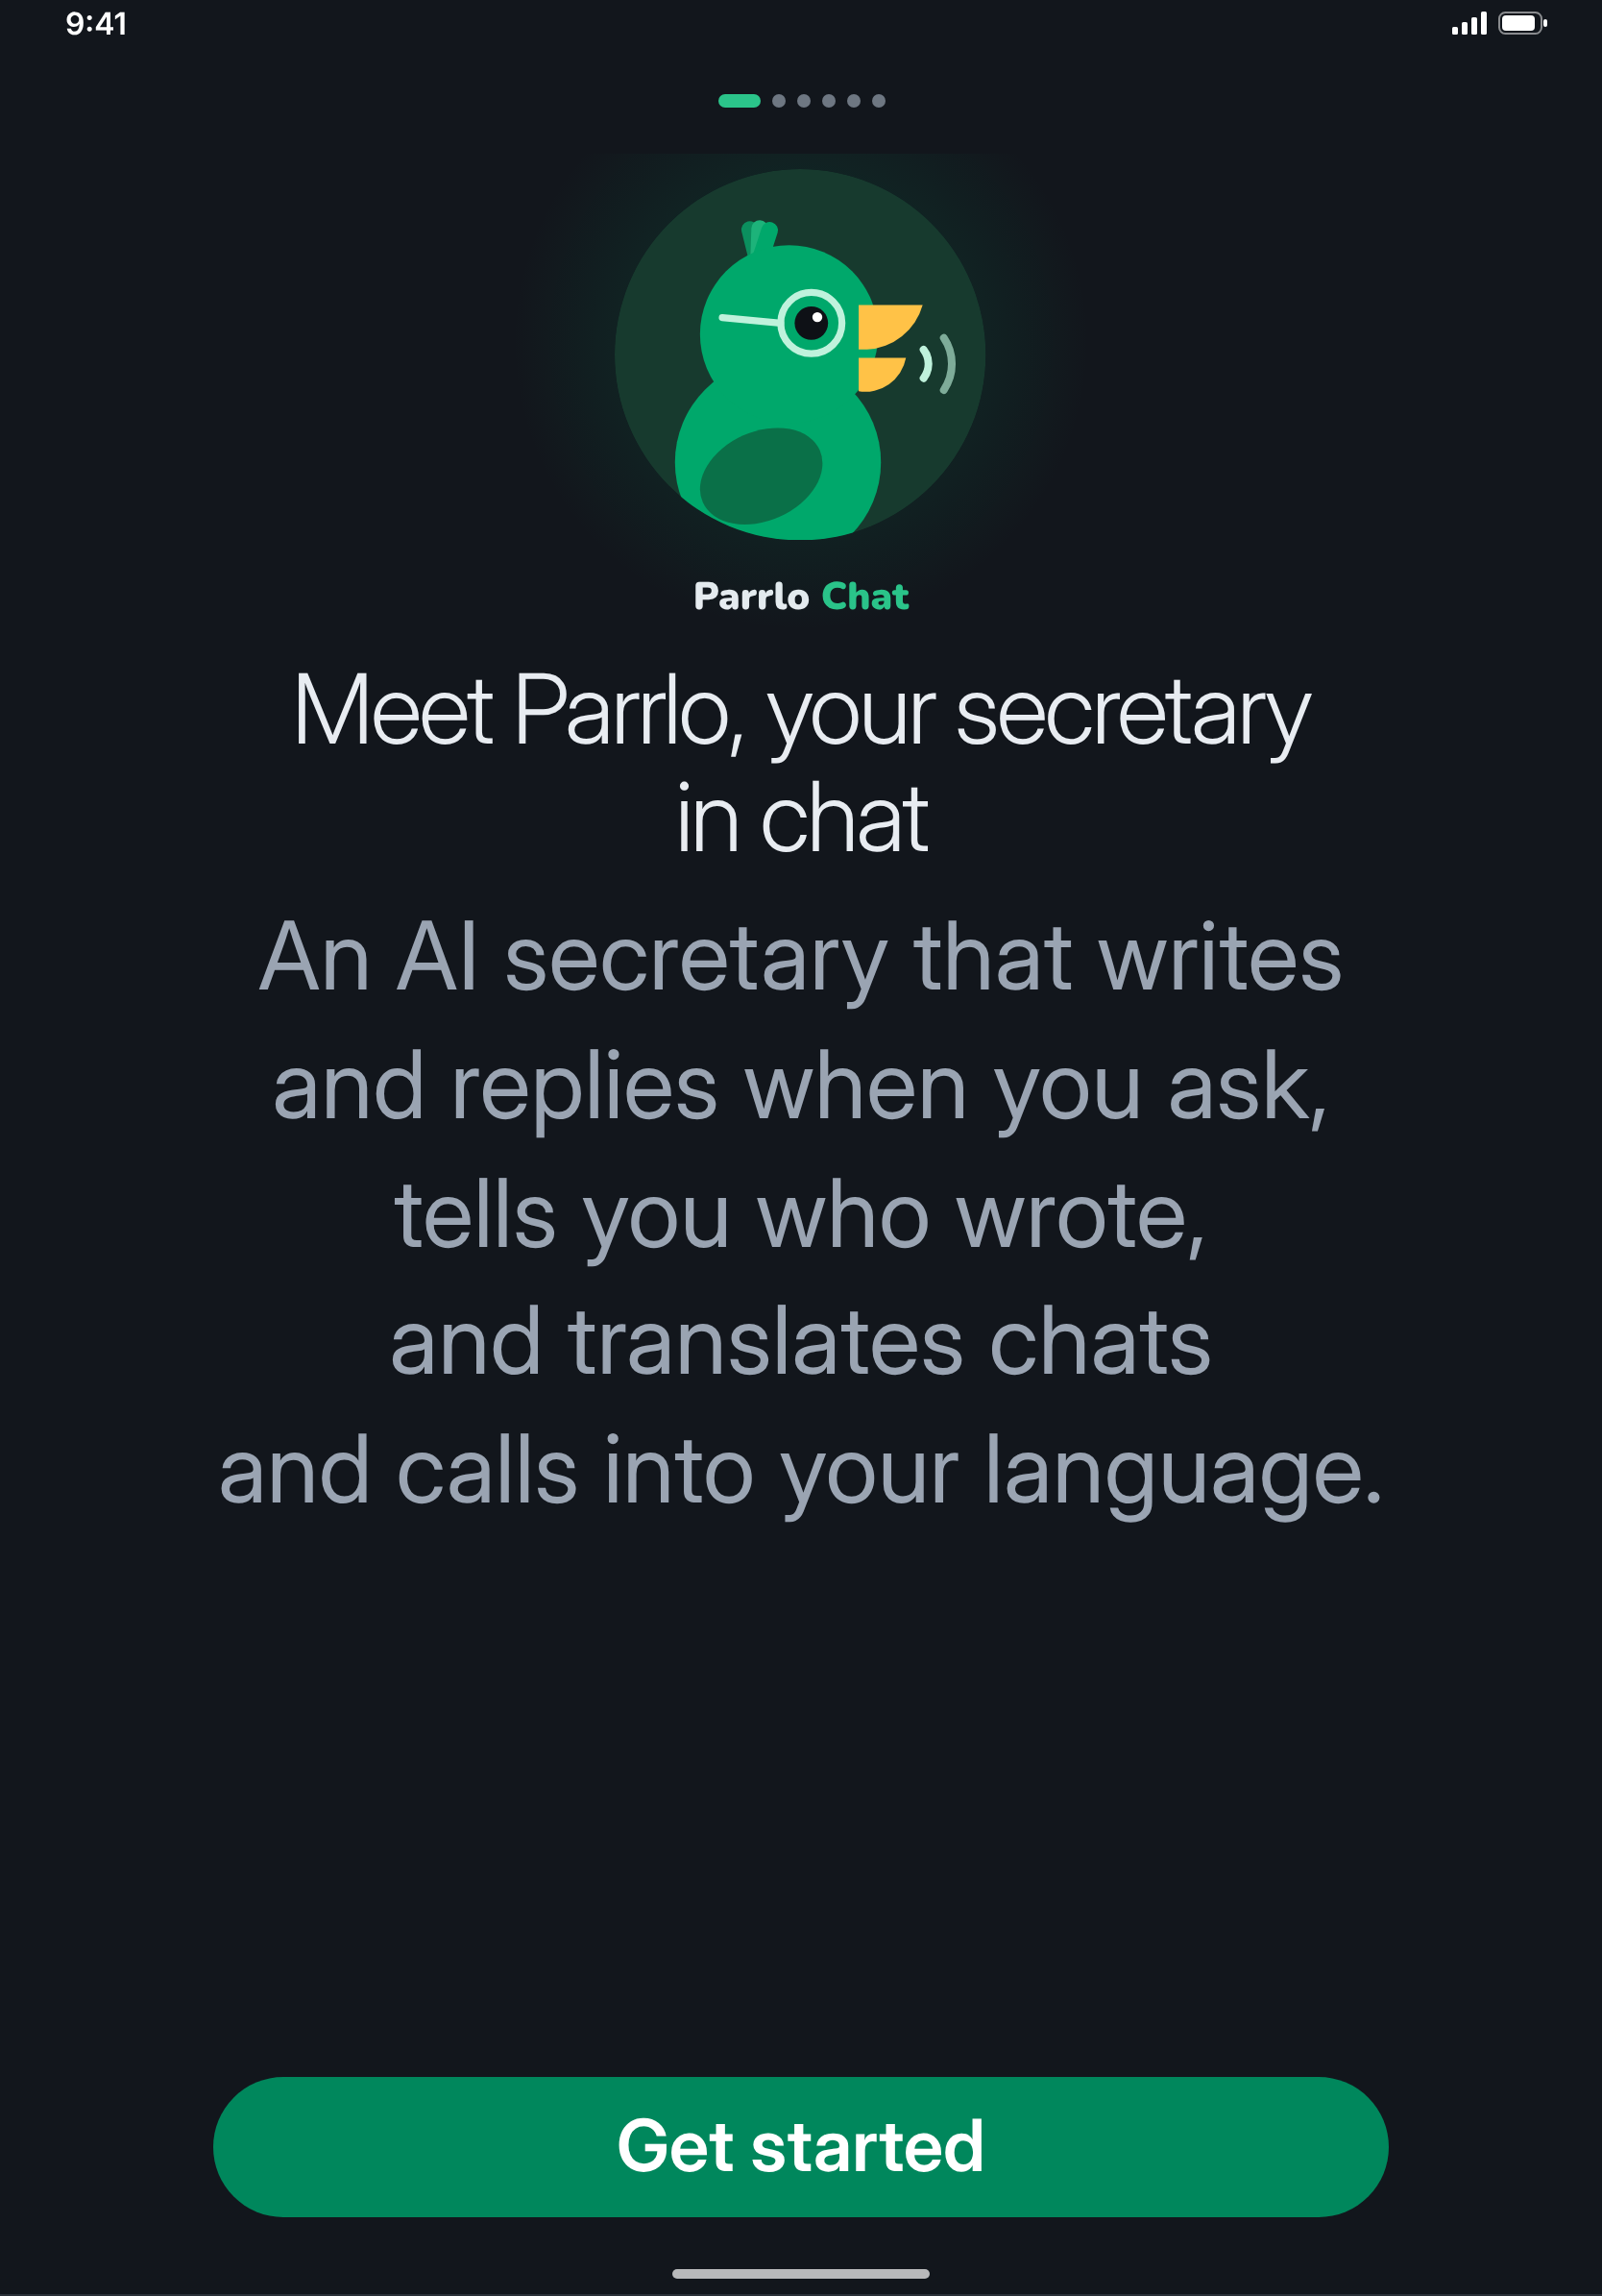 9:41
Parrlo Chat
Meet Parrlo, your secretary
in chat
An AI secretary that writes
and replies when you ask,
tells you who wrote,
and translates chats
and calls into your language.
Get started